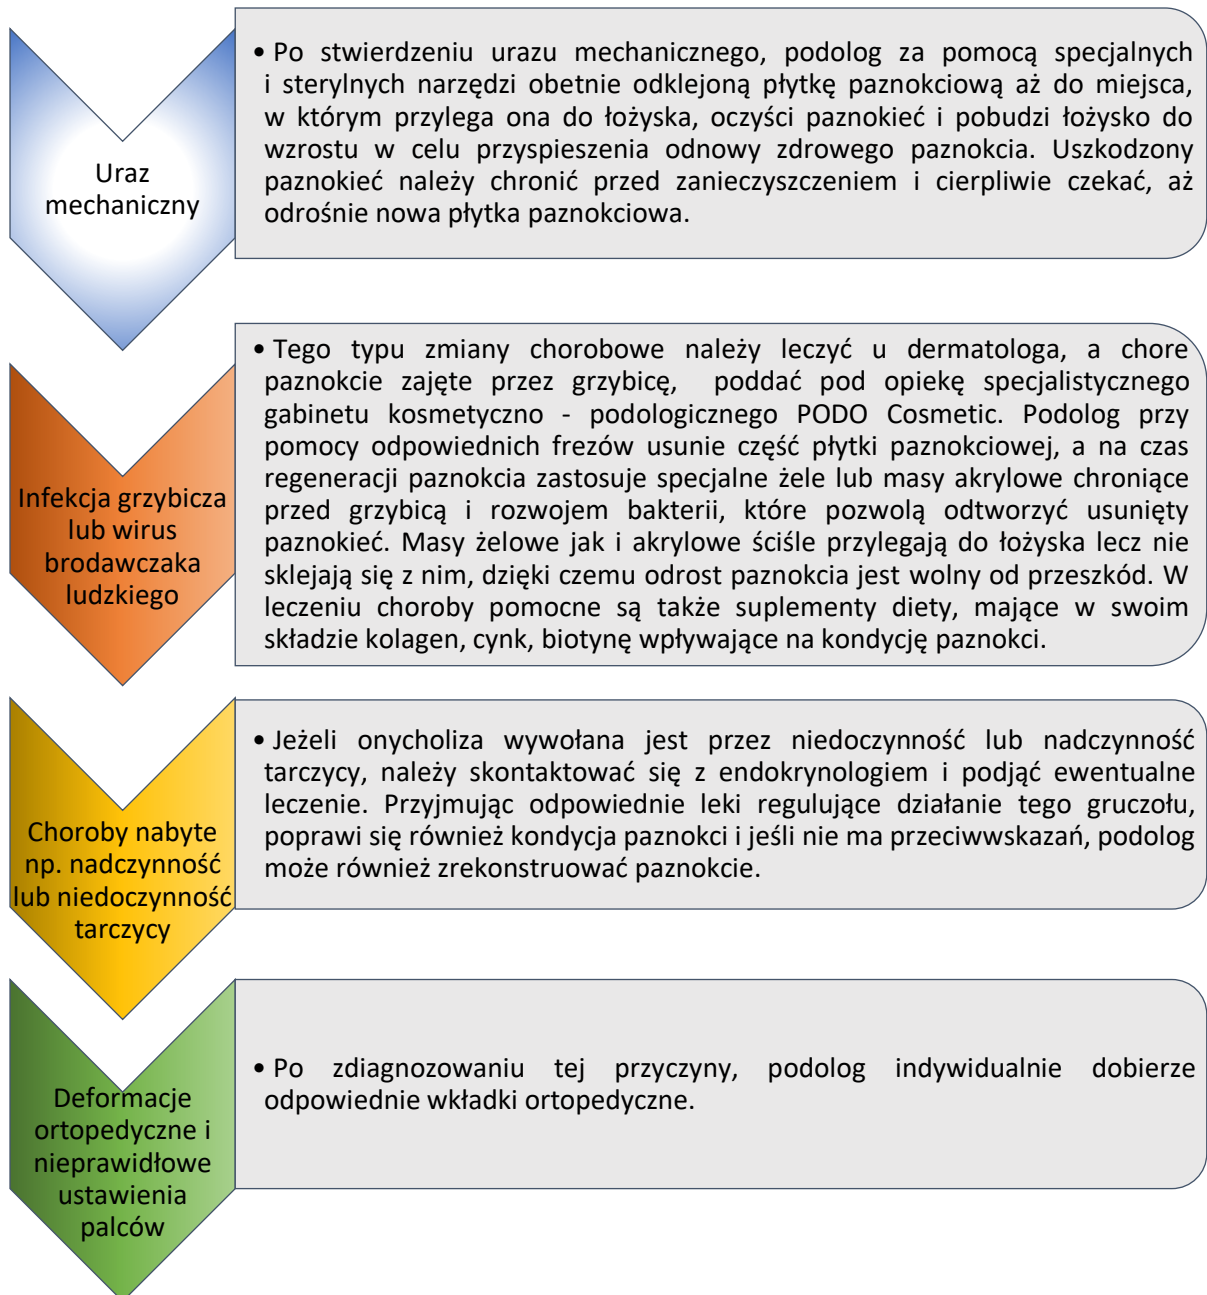 Uraz
mechaniczny
• Po stwierdzeniu urazu mechanicznego, podolog za pomocą specjalnych
i sterylnych narzędzi obetnie odklejoną płytkę paznokciową aż do miejsca,
w którym przylega ona do łożyska, oczyści paznokieć i pobudzi łożysko do
wzrostu w celu przyspieszenia odnowy zdrowego paznokcia. Uszkodzony
paznokieć należy chronić przed zanieczyszczeniem i cierpliwie czekać, aż
odrośnie nowa płytka paznokciowa.
Infekcja grzybicza
lub wirus
brodawczaka
ludzkiego
• Tego typu zmiany chorobowe należy leczyć u dermatologa, a chore
paznokcie zajęte przez grzybicę, poddać pod opiekę specjalistycznego
gabinetu kosmetyczno - podologicznego PODO Cosmetic. Podolog przy
pomocy odpowiednich frezów usunie część płytki paznokciowej, a na czas
regeneracji paznokcia zastosuje specjalne żele lub masy akrylowe chroniące
przed grzybicą i rozwojem bakterii, które pozwolą odtworzyć usunięty
paznokieć. Masy żelowe jak i akrylowe ściśle przylegają do łożyska lecz nie
sklejają się z nim, dzięki czemu odrost paznokcia jest wolny od przeszkód. W
leczeniu choroby pomocne są także suplementy diety, mające w swoim
składzie kolagen, cynk, biotynę wpływające na kondycję paznokci.
Choroby nabyte
np. nadczynność
lub niedoczynność
tarczycy
• Jeżeli onycholiza wywołana jest przez niedoczynność lub nadczynność
tarczycy, należy skontaktować się z endokrynologiem i podjąć ewentualne
leczenie. Przyjmując odpowiednie leki regulujące działanie tego gruczołu,
poprawi się również kondycja paznokci i jeśli nie ma przeciwwskazań, podolog
może również zrekonstruować paznokcie.
Deformacje
ortopedyczne i
nieprawidłowe
ustawienia
palców
• Po zdiagnozowaniu tej przyczyny, podolog indywidualnie dobierze
odpowiednie wkładki ortopedyczne.